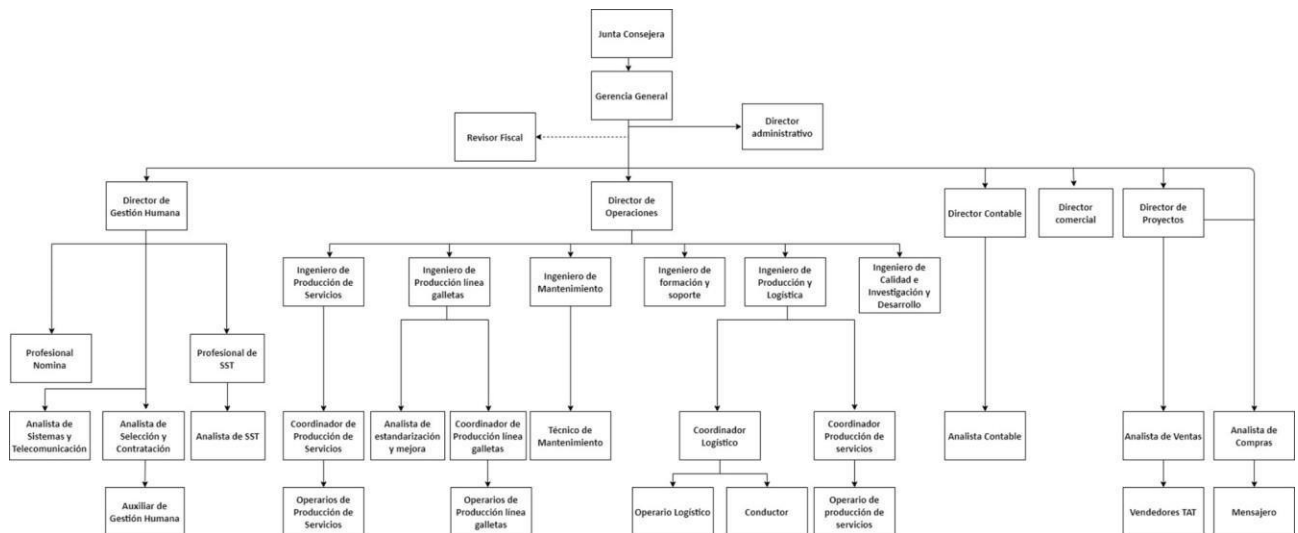 Junta Consejera
Gerencia General
Revisor Fiscal
Director
administrativo
Director de
Gestión Humana
Director de
Operaciones
Director Contable
Director
comercial
Director de
Proyectos
Ingeniero de
Producción de
Servicios
Ingeniero de
Producción línea
galletas
Ingeniero de
Mantenimiento
Ingeniero de
formación y
soporte
Ingeniero de
Producción y
Logística
Ingeniero de
Calidad e
Investigación y
Desarrollo
Profesional
Nomina
Profesional de
SST
Analista de
Sistemas y
Telecomunicación
Analista de
Selección y
Contratación
Analista de SST
Coordinador de
Producción de
Servicios
Analista de
estandarización
y mejora
Coordinador de
Producción línea
galletas
Técnico de
Mantenimiento
Coordinador
Logístico
Coordinador
Producción de
servicios
Analista Contable
Analista de Ventas
Analista de
Compras
Auxiliar de
Gestión Humana
Operarios de
Producción de
Servicios
Operarios de
Producción línea
galletas
Operario Logístico
Conductor
Operario de
producción de
servicios
Vendedores TAT
Mensajero